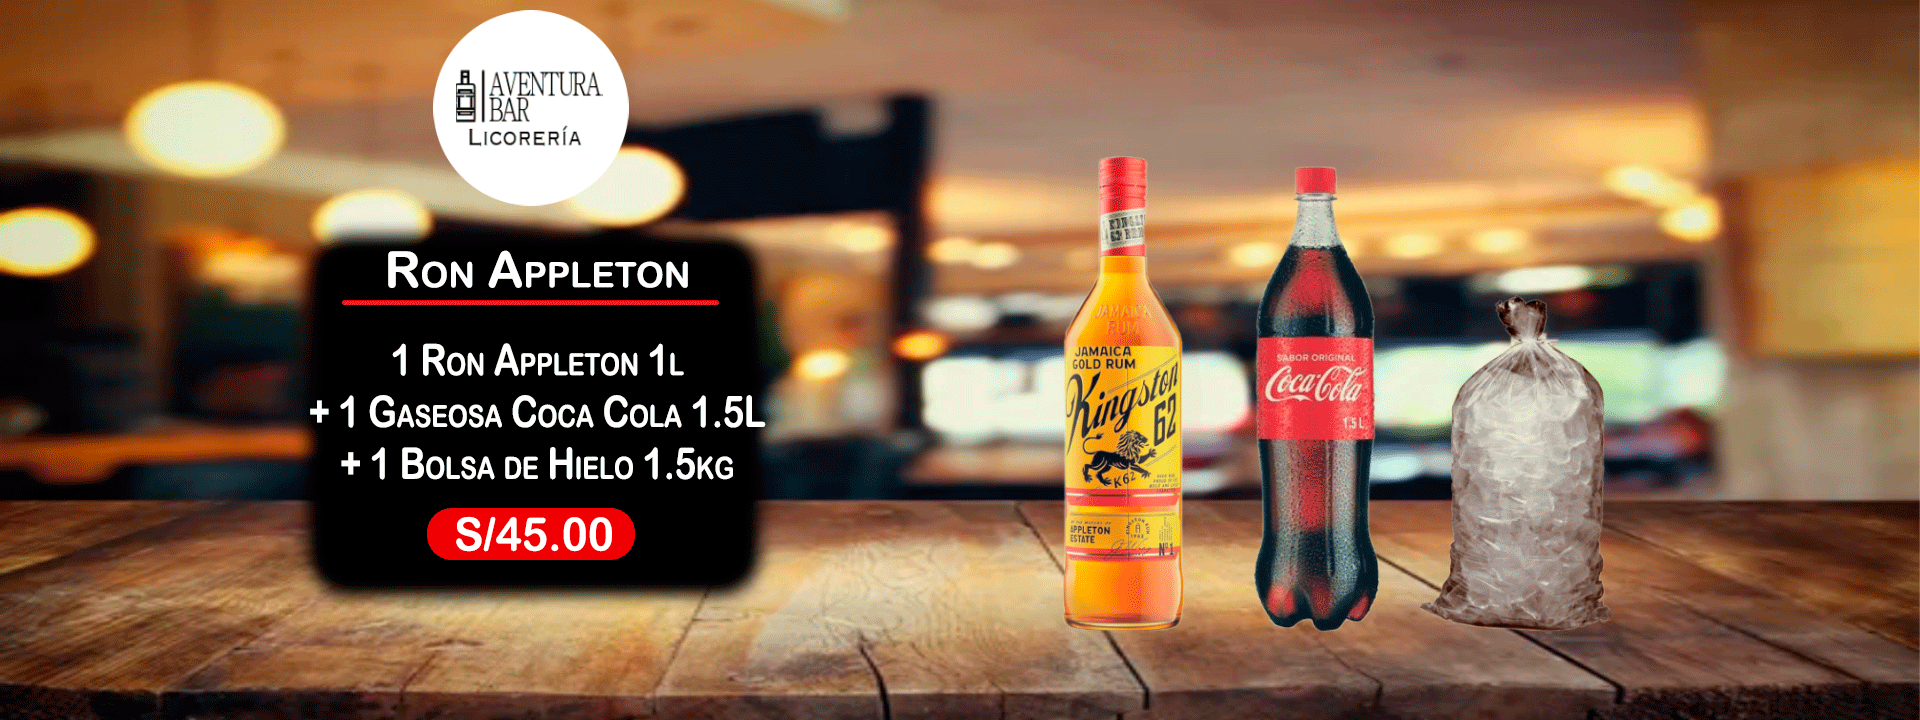 AVENTURA
BAR
LICORERÍA
RON APPLETON
1 RON APPLETON 1L
+ 1 GASEOSA COCA COLA 1.5L
+ 1 BOLSA DE HIELO 1.5KG
S/45.00
JAMAICA
RUM
JAMAICA
GOLD RUM
Kingston
62
K62
APPLETON
ESTATE
Nº1
SABOR ORIGINAL
Coca-Cola
1,5 L